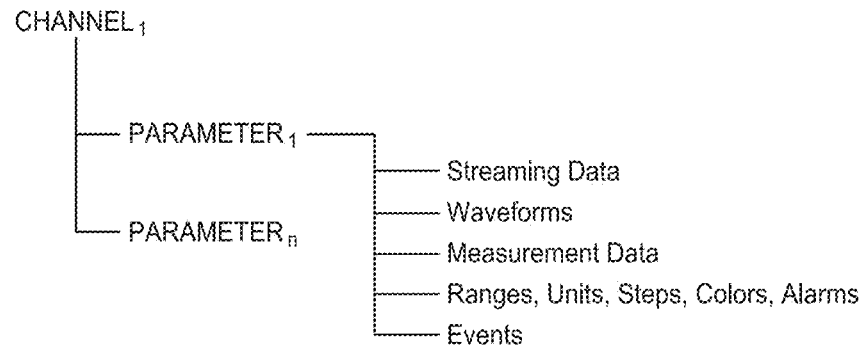 CHANNEL₁
PARAMETER₁
Streaming Data
Waveforms
PARAMETERₙ
Measurement Data
Ranges, Units, Steps, Colors, Alarms
Events